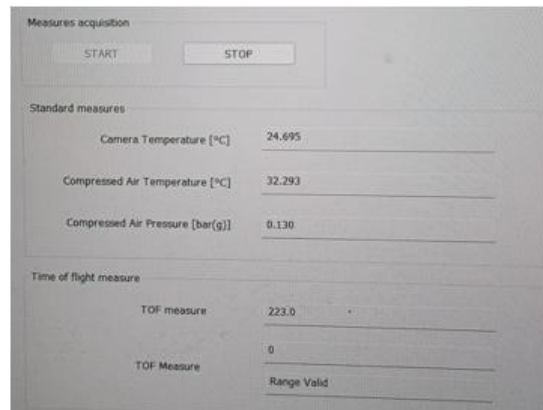 Measures acquisition
START STOP
Standard measures
Camera Temperature [°C] 24.695
Compressed Air Temperature [°C] 32.293
Compressed Air Pressure [bar(g)] 0.130
Time of flight measure
TOF measure 223.0
0
TOF Measure
Range Valid